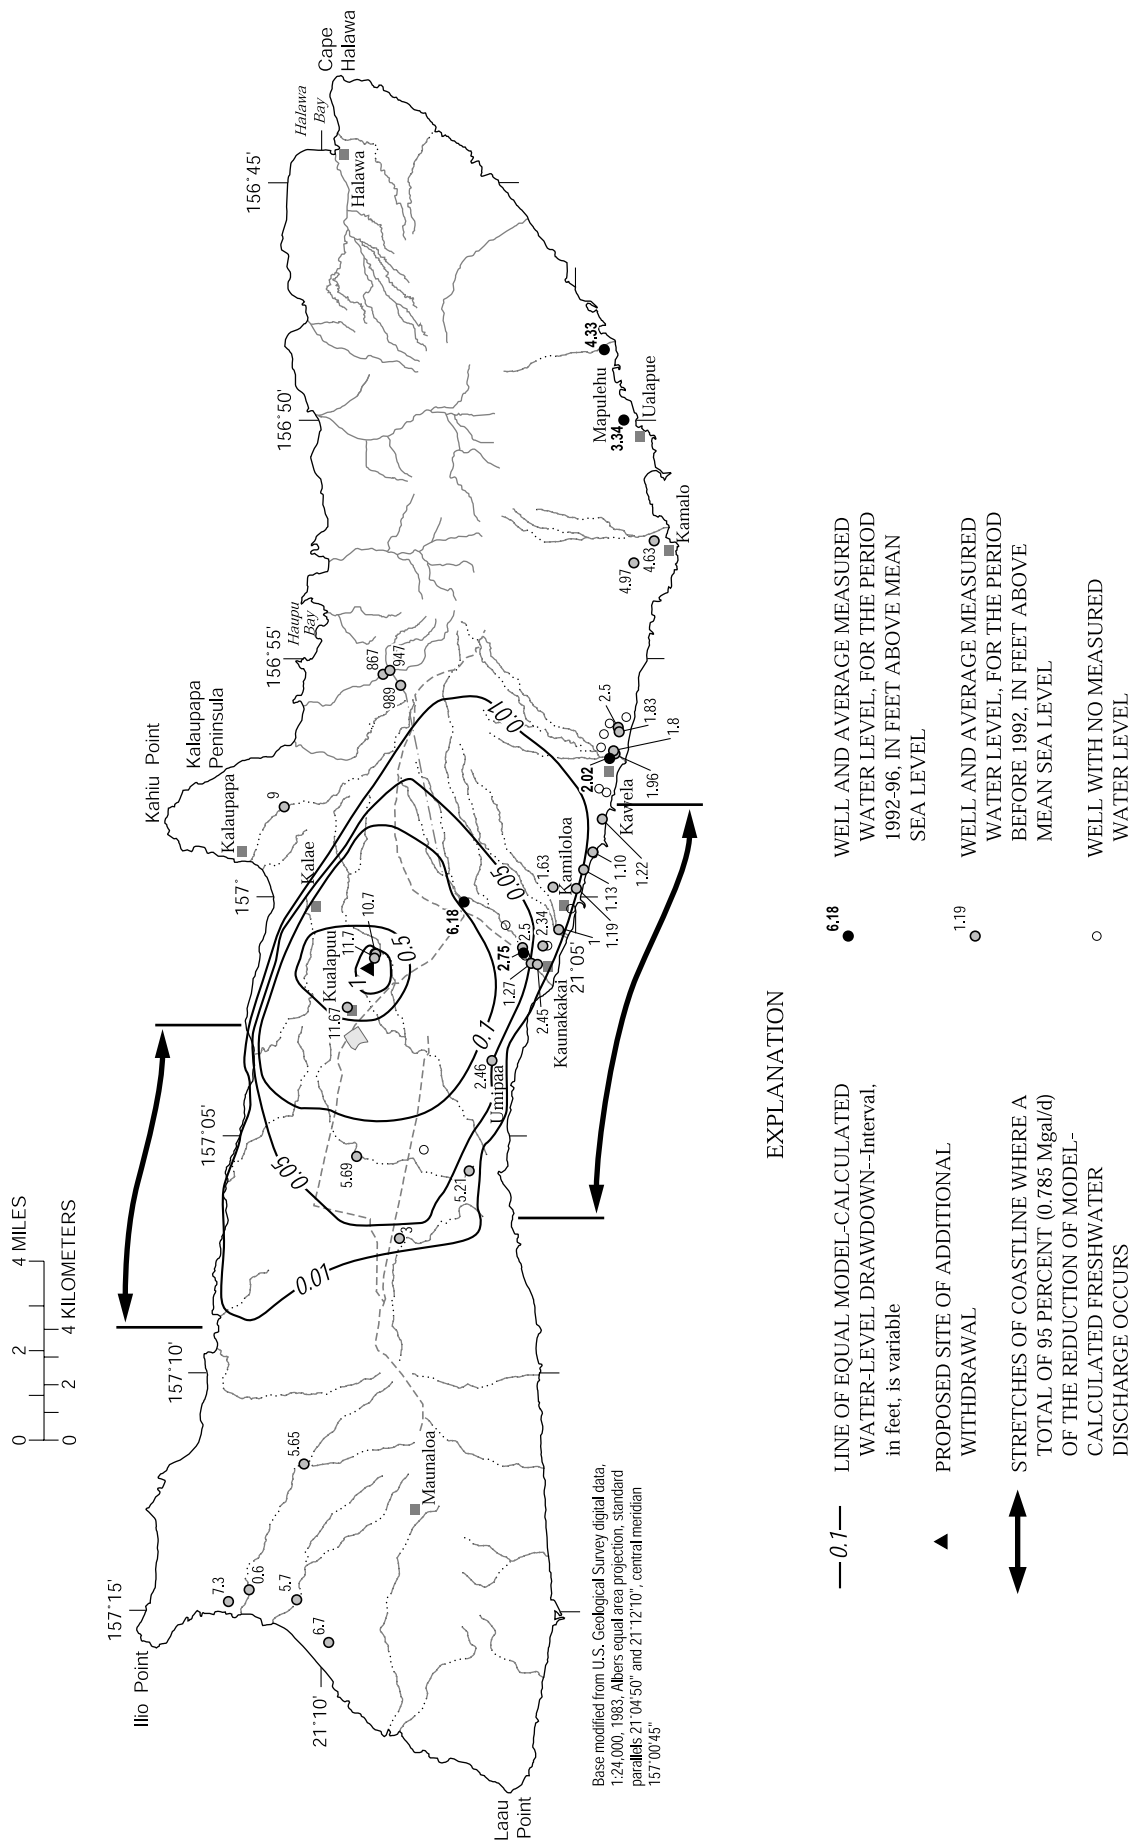 0 2 4 MILES
0 2 4 KILOMETERS
157°15'
157°10'
157°05'
157°
156°55'
156°50'
156°45'
Ilio Point
Kahiu Point
Kalaupapa
Peninsula
Haupu
Bay
Halawa
Bay
Cape
Halawa
Kalaupapa
Halawa
Kalae
7.3
0.6
5.7
6.7
5.65
9
867
947
989
21°10'
Maunaloa
0.01
0.05
3
5.69
5.21
Kualapuu
11.67
11.7
10.7
1
0.5
0.1
0.05
0.01
6.18
Umipaa
2.46
Kaunakakai
2.45
1.27
2.75
2.5
2.34
21°05'
1
1.19
1.13
1.10
1.22
1.63
Kamiloloa
Kawela
2.02
1.96
1.8
1.83
2.5
4.97
4.63
Kamalo
3.34
Ualapue
Mapulehu
4.33
Laau
Point
Base modified from U.S. Geological Survey digital data,
1:24,000, 1983, Albers equal area projection, standard
parallels 21°04'50" and 21°12'10", central meridian
157°00'45"
EXPLANATION
0.1
LINE OF EQUAL MODEL-CALCULATED
WATER-LEVEL DRAWDOWN--Interval,
in feet, is variable
PROPOSED SITE OF ADDITIONAL
WITHDRAWAL
STRETCHES OF COASTLINE WHERE A
TOTAL OF 95 PERCENT (0.785 Mgal/d)
OF THE REDUCTION OF MODEL-
CALCULATED FRESHWATER
DISCHARGE OCCURS
6.18
WELL AND AVERAGE MEASURED
WATER LEVEL, FOR THE PERIOD
1992-96, IN FEET ABOVE MEAN
SEA LEVEL
1.19
WELL AND AVERAGE MEASURED
WATER LEVEL, FOR THE PERIOD
BEFORE 1992, IN FEET ABOVE
MEAN SEA LEVEL
WELL WITH NO MEASURED
WATER LEVEL